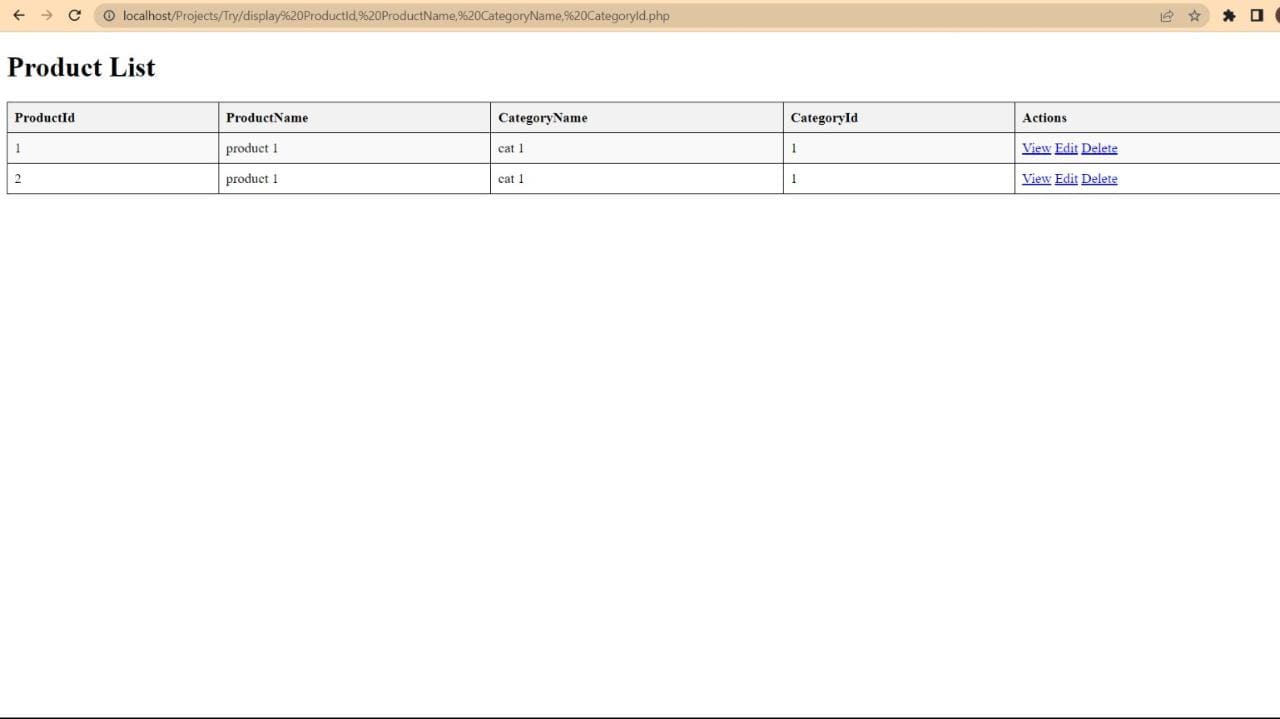 localhost/Projects/Try/display%20ProductId,%20ProductName,%20CategoryName,%20CategoryId.php
Product List
ProductId ProductName CategoryName CategoryId Actions
1 product 1 cat 1 1 View Edit Delete
2 product 1 cat 1 1 View Edit Delete